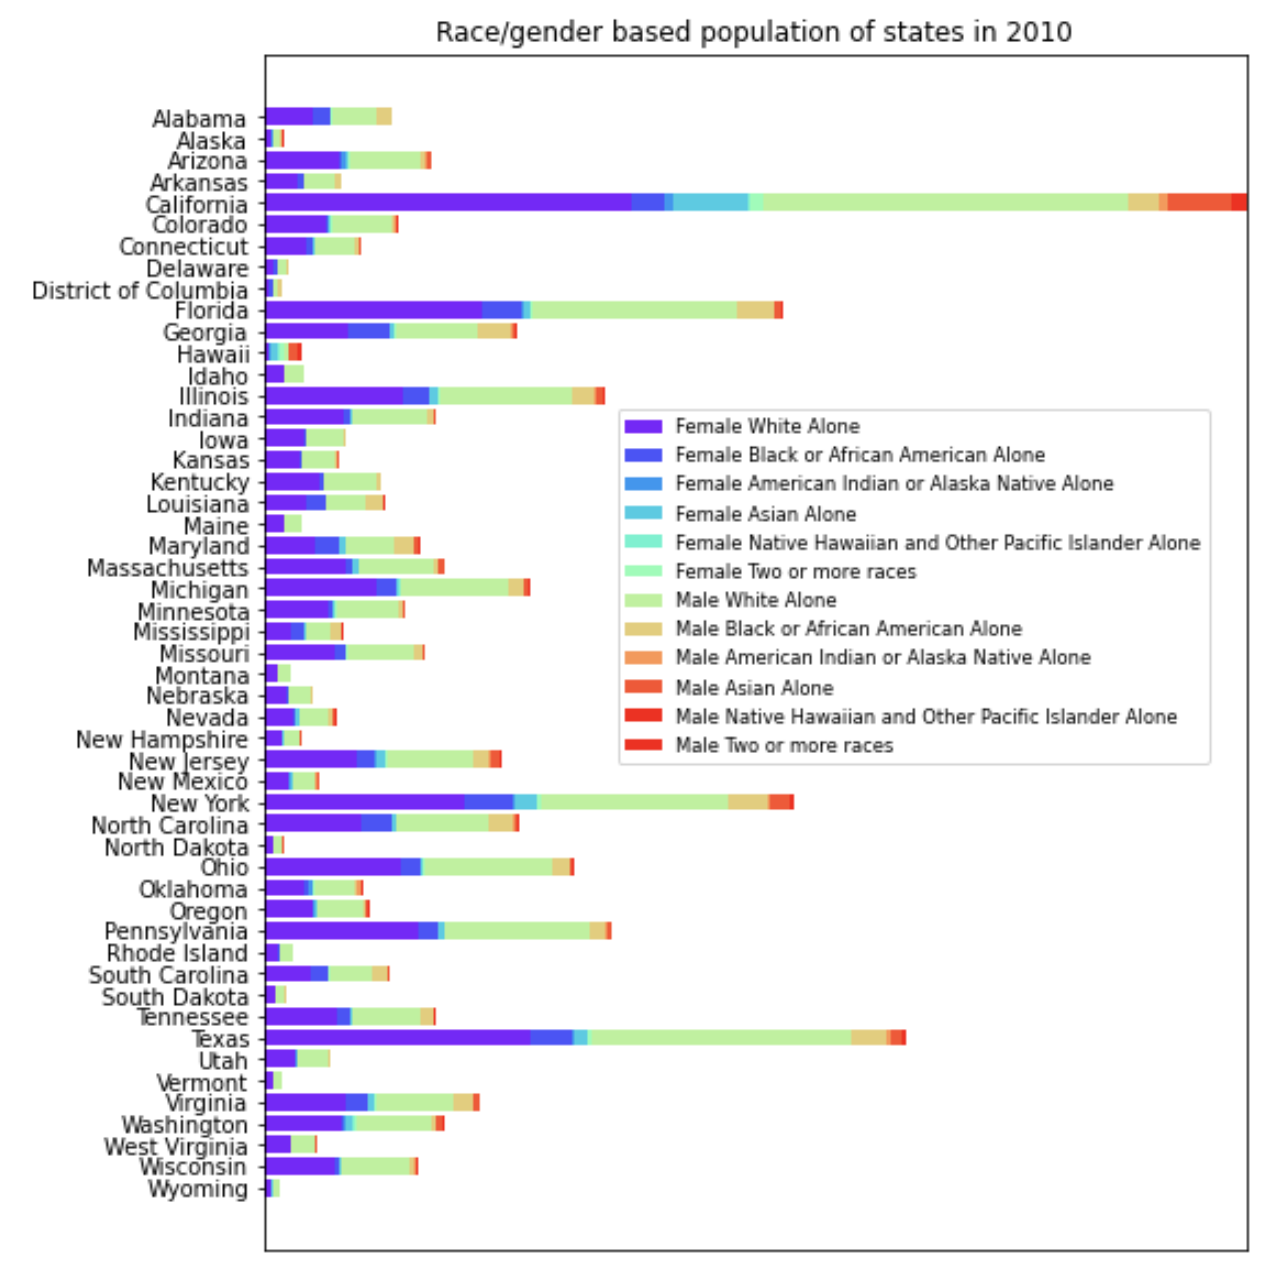 Race/gender based population of states in 2010
Alabama
Alaska
Arizona
Arkansas
California
Colorado
Connecticut
Delaware
District of Columbia
Florida
Georgia
Hawaii
Idaho
Illinois
Indiana
Iowa
Kansas
Kentucky
Louisiana
Maine
Maryland
Massachusetts
Michigan
Minnesota
Mississippi
Missouri
Montana
Nebraska
Nevada
New Hampshire
New Jersey
New Mexico
New York
North Carolina
North Dakota
Ohio
Oklahoma
Oregon
Pennsylvania
Rhode Island
South Carolina
South Dakota
Tennessee
Texas
Utah
Vermont
Virginia
Washington
West Virginia
Wisconsin
Wyoming
Female White Alone
Female Black or African American Alone
Female American Indian or Alaska Native Alone
Female Asian Alone
Female Native Hawaiian and Other Pacific Islander Alone
Female Two or more races
Male White Alone
Male Black or African American Alone
Male American Indian or Alaska Native Alone
Male Asian Alone
Male Native Hawaiian and Other Pacific Islander Alone
Male Two or more races